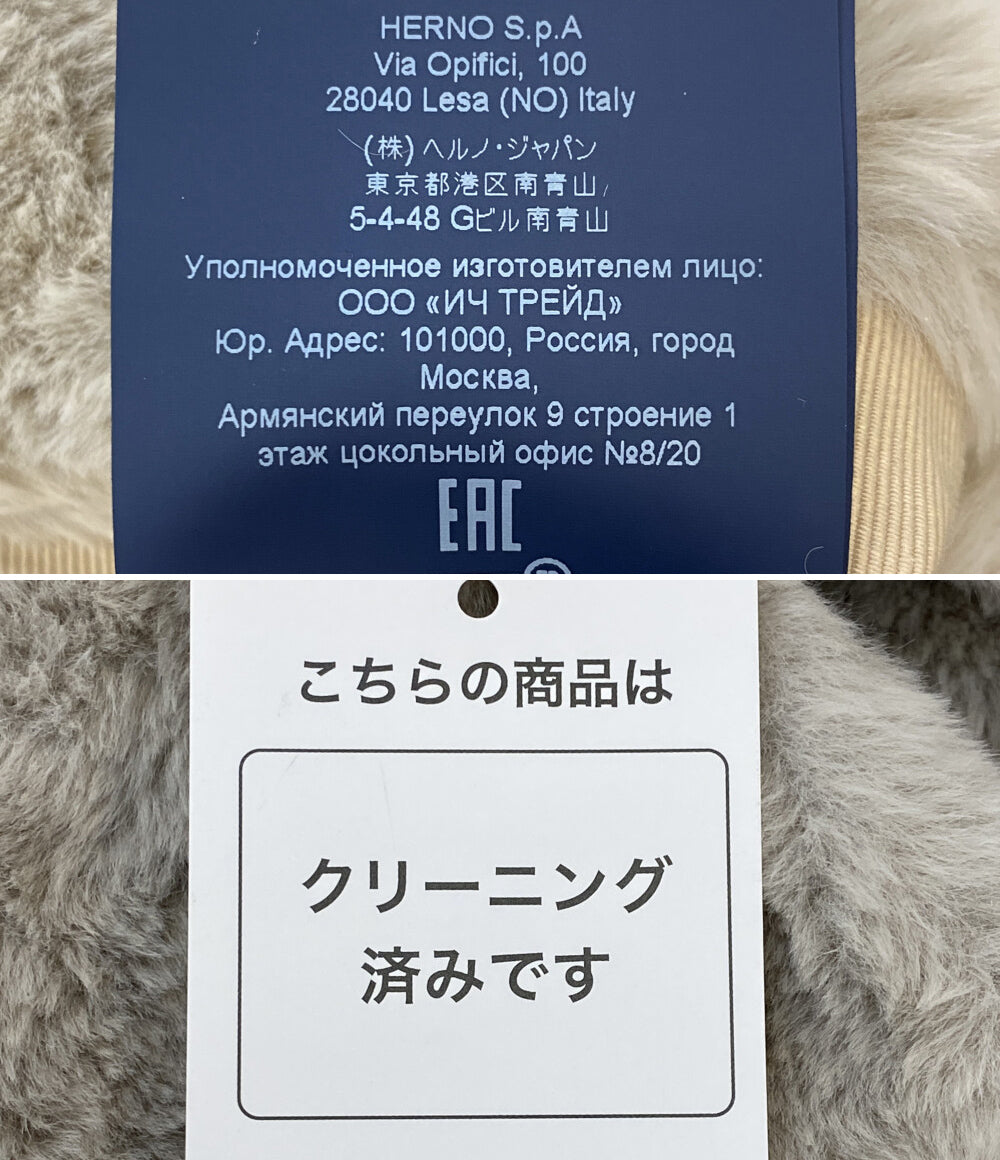 HERNO S.p.A
Via Opifici, 100
28040 Lesa (NO) Italy
(株)ヘルノ・ジャパン
東京都港区南青山
5-4-48 Gビル南青山
Уполномоченное изготовителем лицо:
ООО «ИЧ ТРЕЙД»
Юр. Адрес: 101000, Россия, город
Москва,
Армянский переулок 9 строение 1
этаж цокольный офис №8/20
EAC
こちらの商品は
クリーニング
済みです